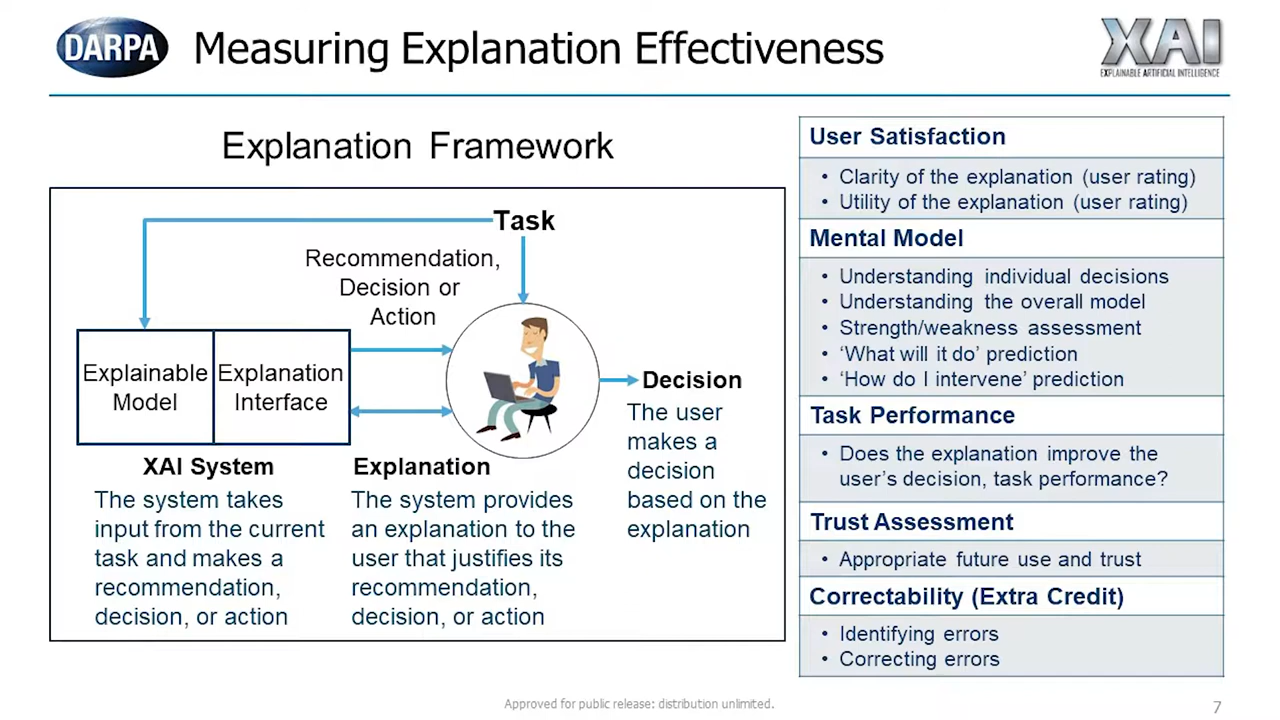 DARPA
Measuring Explanation Effectiveness
XAI
EXPLAINABLE ARTIFICIAL INTELLIGENCE
Explanation Framework
Task
Recommendation,
Decision or
Action
Explainable
Model
Explanation
Interface
Decision
The user
makes a
decision
based on the
explanation
XAI System
The system takes
input from the current
task and makes a
recommendation,
decision, or action
Explanation
The system provides
an explanation to the
user that justifies its
recommendation,
decision, or action
User Satisfaction
• Clarity of the explanation (user rating)
• Utility of the explanation (user rating)
Mental Model
• Understanding individual decisions
• Understanding the overall model
• Strength/weakness assessment
• ‘What will it do’ prediction
• ‘How do I intervene’ prediction
Task Performance
• Does the explanation improve the
user’s decision, task performance?
Trust Assessment
• Appropriate future use and trust
Correctability (Extra Credit)
• Identifying errors
• Correcting errors
Approved for public release: distribution unlimited.
7